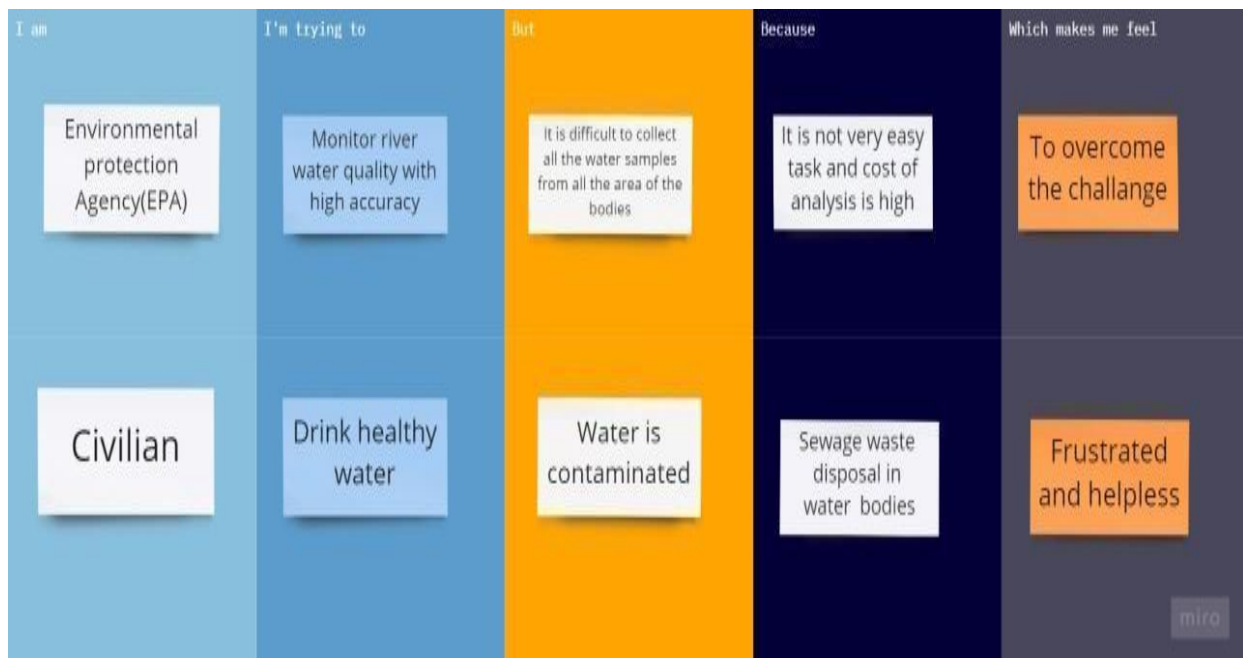 I am
I'm trying to
But
Because
Which makes me feel
Environmental
protection
Agency(EPA)
Monitor river
water quality with
high accuracy
It is difficult to collect
all the water samples
from all the area of the
bodies
It is not very easy
task and cost of
analysis is high
To overcome
the challange
Civilian
Drink healthy
water
Water is
contaminated
Sewage waste
disposal in
water bodies
Frustrated
and helpless
miro